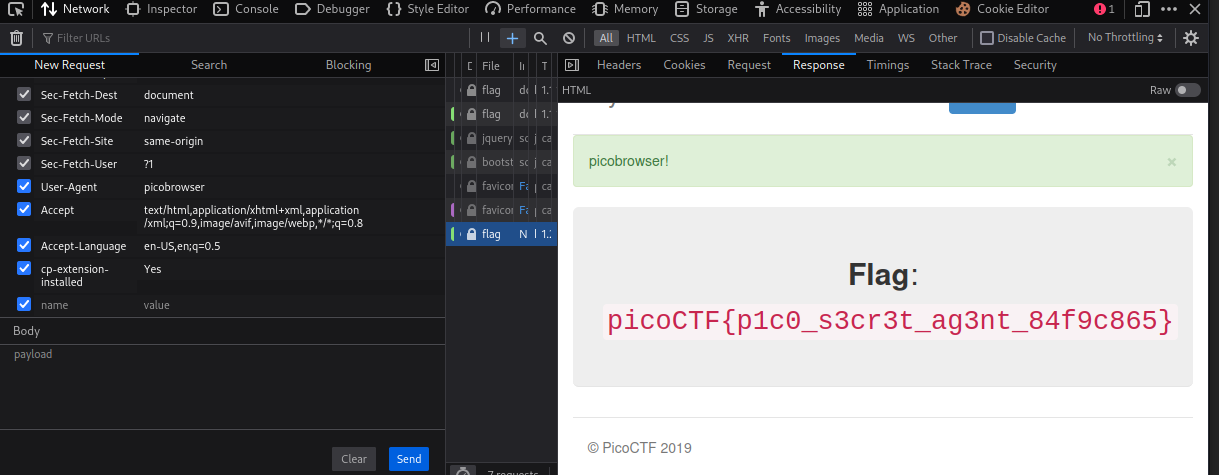 Network Inspector Console Debugger Style Editor Performance Memory Storage Accessibility Application Cookie Editor 1
Filter URLs
All HTML CSS JS XHR Fonts Images Media WS Other Disable Cache No Throttling
New Request Search Blocking
File
Headers Cookies Request Response Timings Stack Trace Security
HTML Raw
Sec-Fetch-Dest document
Sec-Fetch-Mode navigate
Sec-Fetch-Site same-origin
Sec-Fetch-User ?1
User-Agent picobrowser
Accept text/html,application/xhtml+xml,application
/xml;q=0.9,image/avif,image/webp,*/*;q=0.8
Accept-Language en-US,en;q=0.5
cp-extension-
installed Yes
name value
Body
payload
Clear Send
flag
flag
jquery
bootst
favicon
favicon
flag
7 requests
picobrowser! ×
Flag:
picoCTF{p1c0_s3cr3t_ag3nt_84f9c865}
© PicoCTF 2019